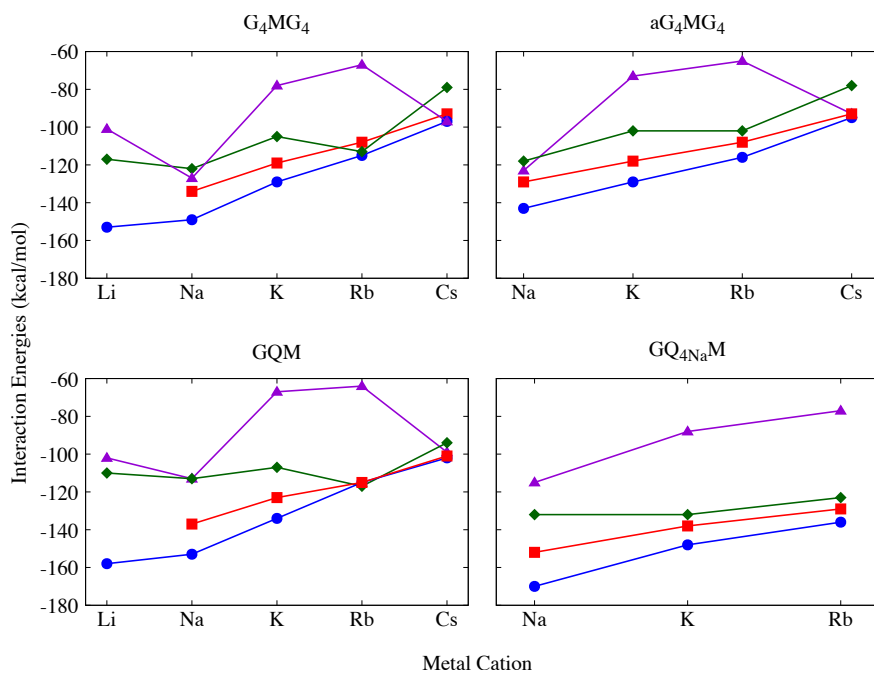 G₄MG₄
aG₄MG₄
-60
-80
-100
-120
-140
-160
-180
Li Na K Rb Cs
Na K Rb Cs
GQM
GQ₄NaM
-60
-80
-100
-120
-140
-160
-180
Li Na K Rb Cs
Na K Rb
Interaction Energies (kcal/mol)
Metal Cation